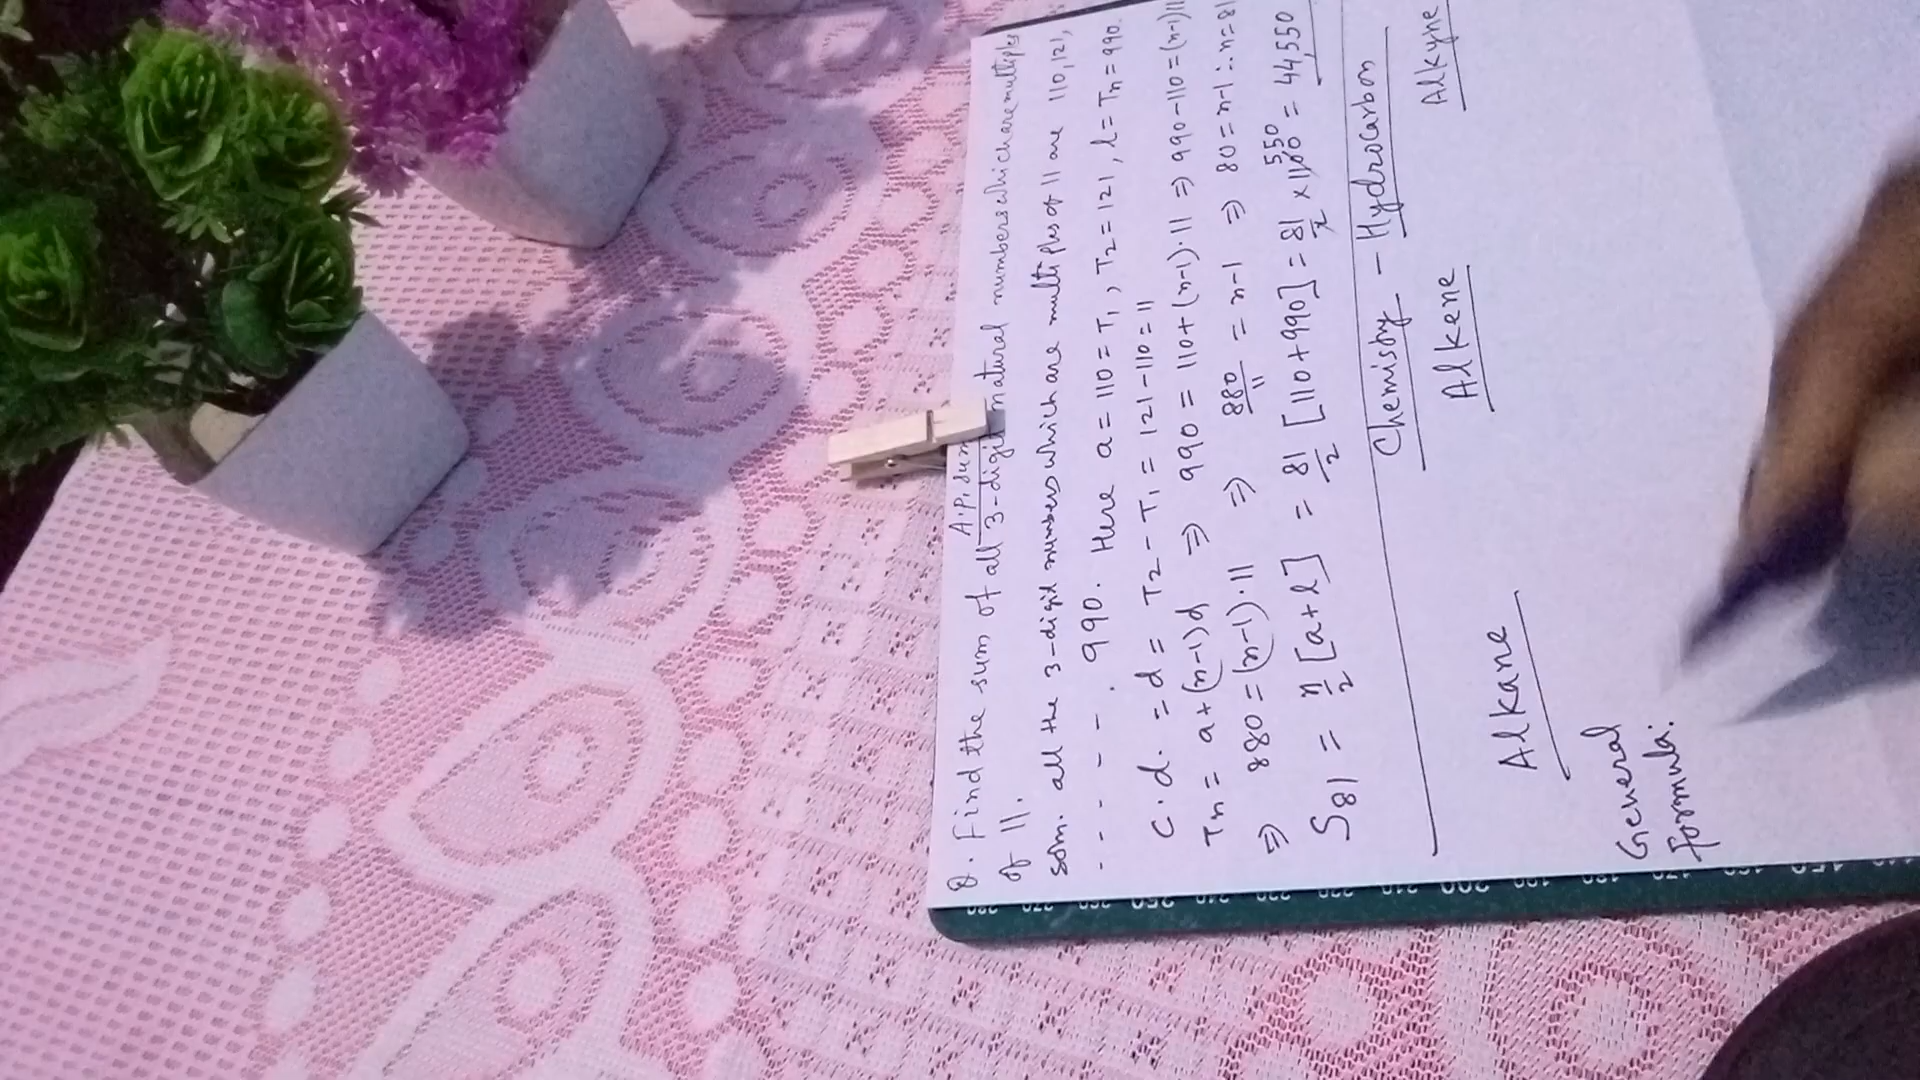 A.P. sum
Q. Find the sum of all 3-digit natural numbers which are multiples
of 11.
Soln. all the 3-digit numbers which are multiples of 11 are 110, 121,
- - - - - . 990. Here a = 110 = T₁, T₂ = 121, l = Tn = 990.
C.d. = d = T₂ - T₁ = 121 - 110 = 11
Tn = a + (n-1)d ⇒ 990 = 110 + (n-1).11 ⇒ 990 - 110 = (n-1)11
⇒ 880 = (n-1).11 ⇒ 880/11 = n-1 ⇒ 80 = n-1 ∴ n = 81
S81 = n/2 [a+l] = 81/2 [110+990] = 81/2 × 1100 550 = 44,550
Chemistry - Hydrocarbon
Alkane Alkene Alkyne
General
formula: